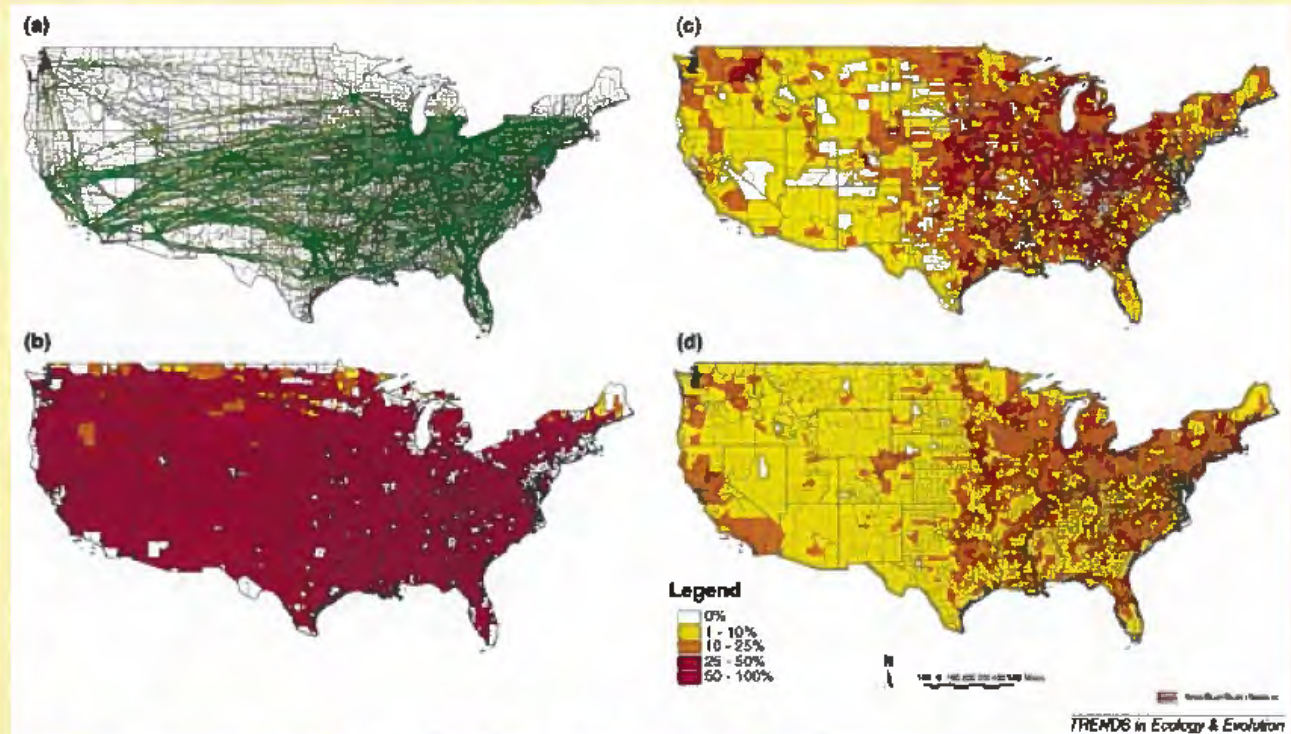 (a)
(c)
(b)
(d)
Legend
0%
1 - 10%
10 - 25%
25 - 50%
50 - 100%
N
TRENDS in Ecology & Evolution